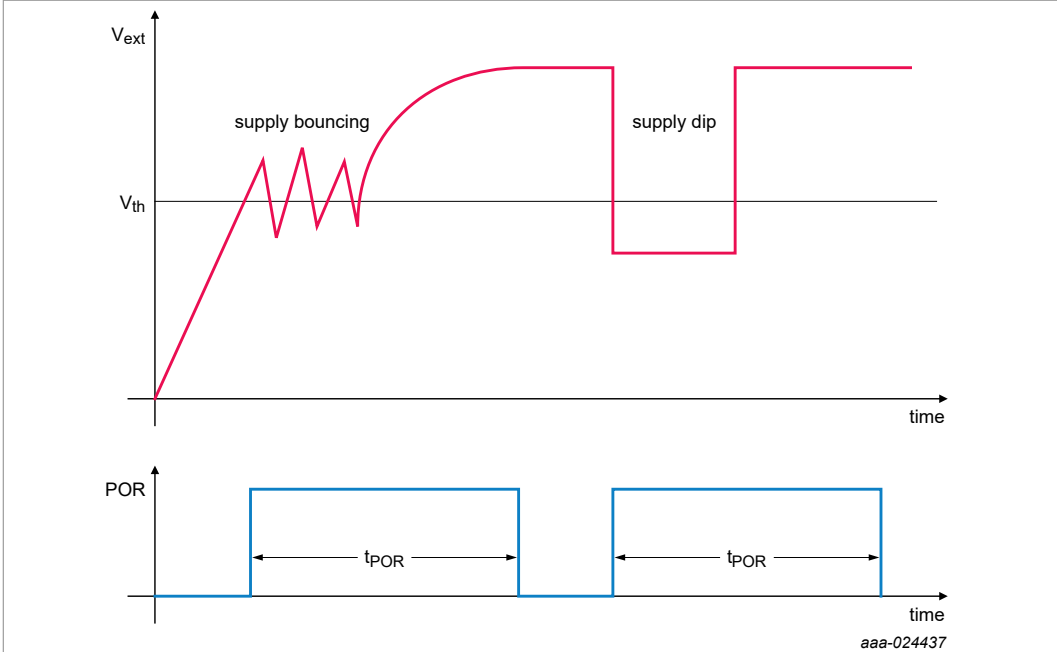 Vext
supply bouncing
supply dip
Vth
time
POR
tPOR
tPOR
time
aaa-024437